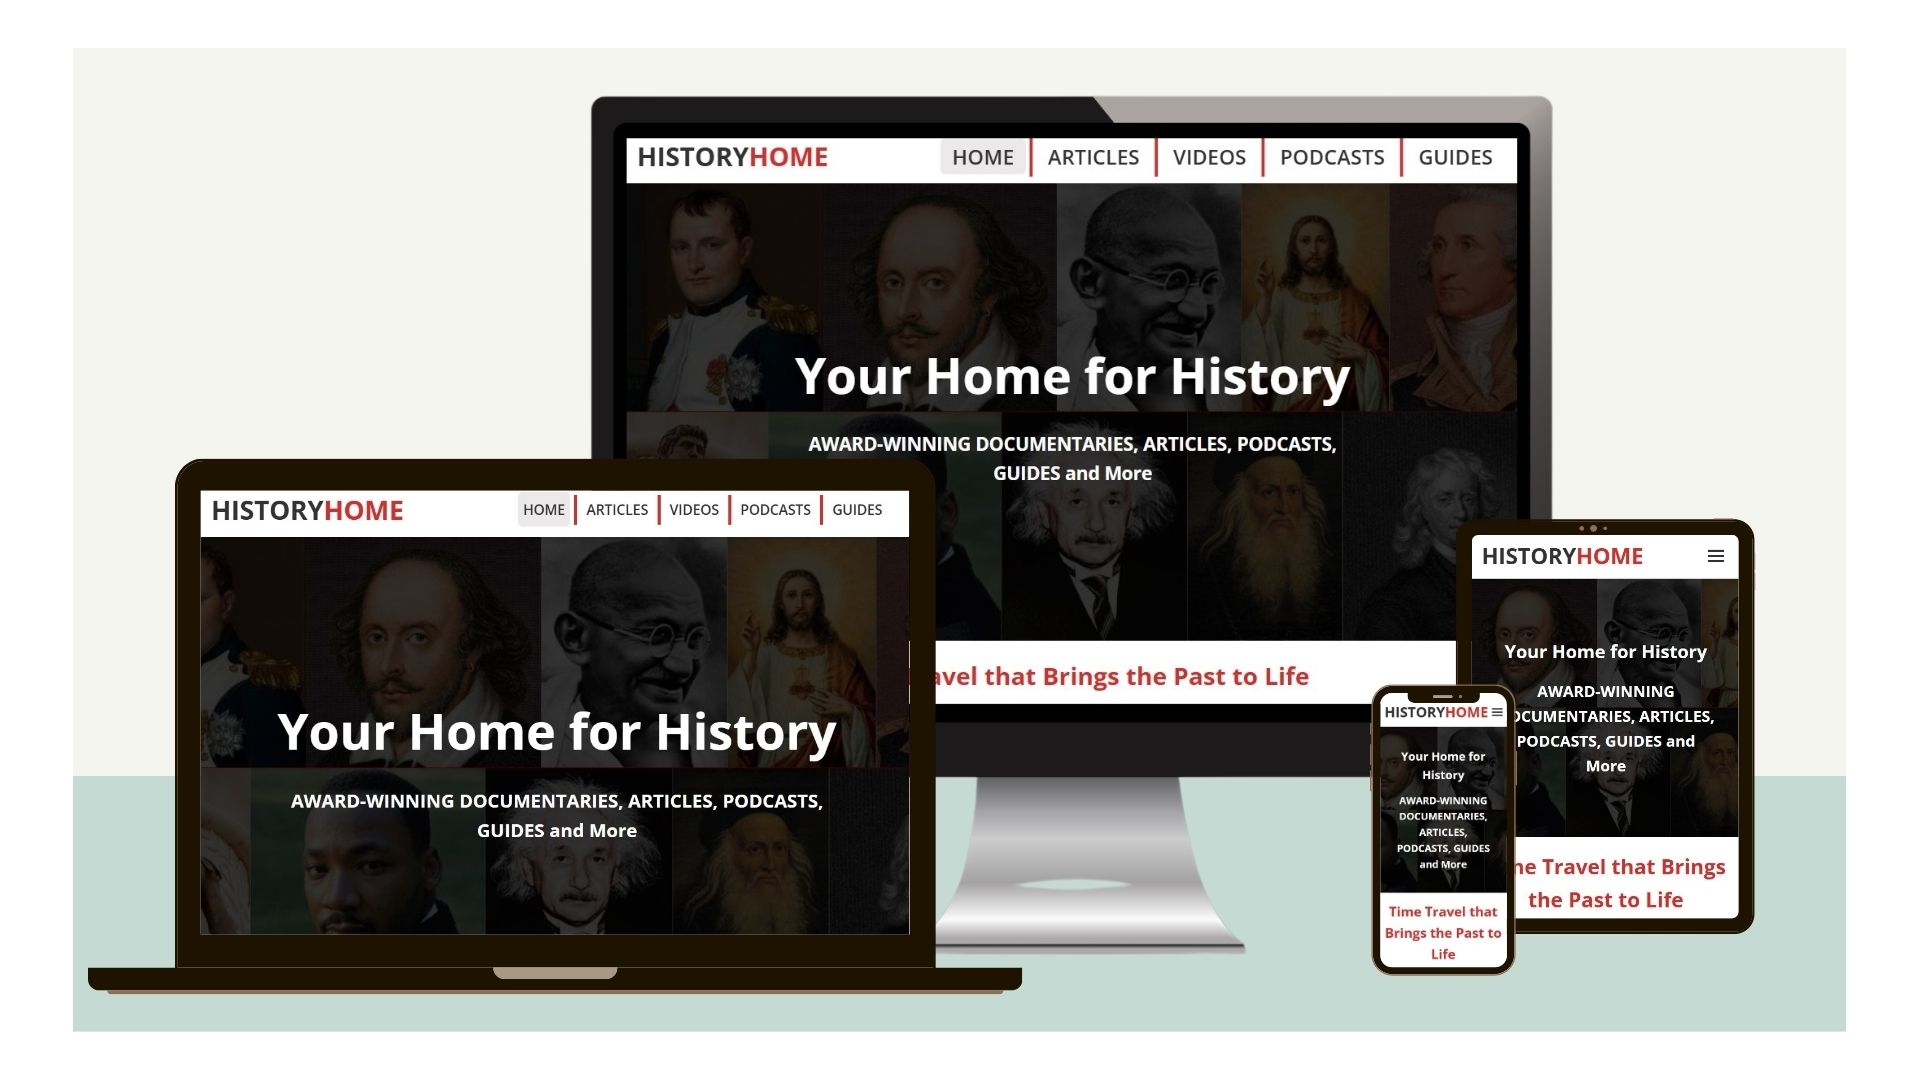 HISTORYHOME
HOME ARTICLES VIDEOS PODCASTS GUIDES
Your Home for History
AWARD-WINNING DOCUMENTARIES, ARTICLES, PODCASTS,
GUIDES and More
that Brings the Past to Life
HISTORYHOME
HOME ARTICLES VIDEOS PODCASTS GUIDES
Your Home for History
AWARD-WINNING DOCUMENTARIES, ARTICLES, PODCASTS,
GUIDES and More
HISTORYHOME
Your Home for History
AWARD-WINNING
ARTICLES,
PODCASTS, GUIDES and
More
Travel that Brings
the Past to Life
HISTORYHOME
Your Home for
History
AWARD-WINNING
DOCUMENTARIES,
ARTICLES,
PODCASTS, GUIDES
and More
Time Travel that
Brings the Past to
Life